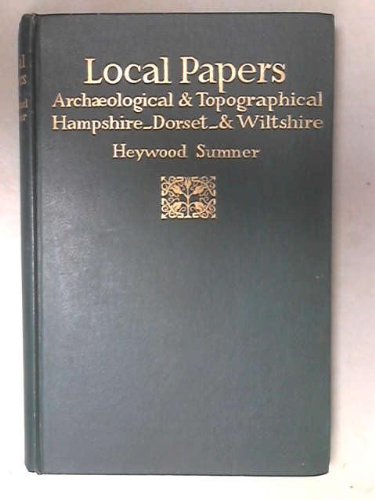 Local Papers
Archæological & Topographical
Hampshire_Dorset_& Wiltshire
Heywood Sumner